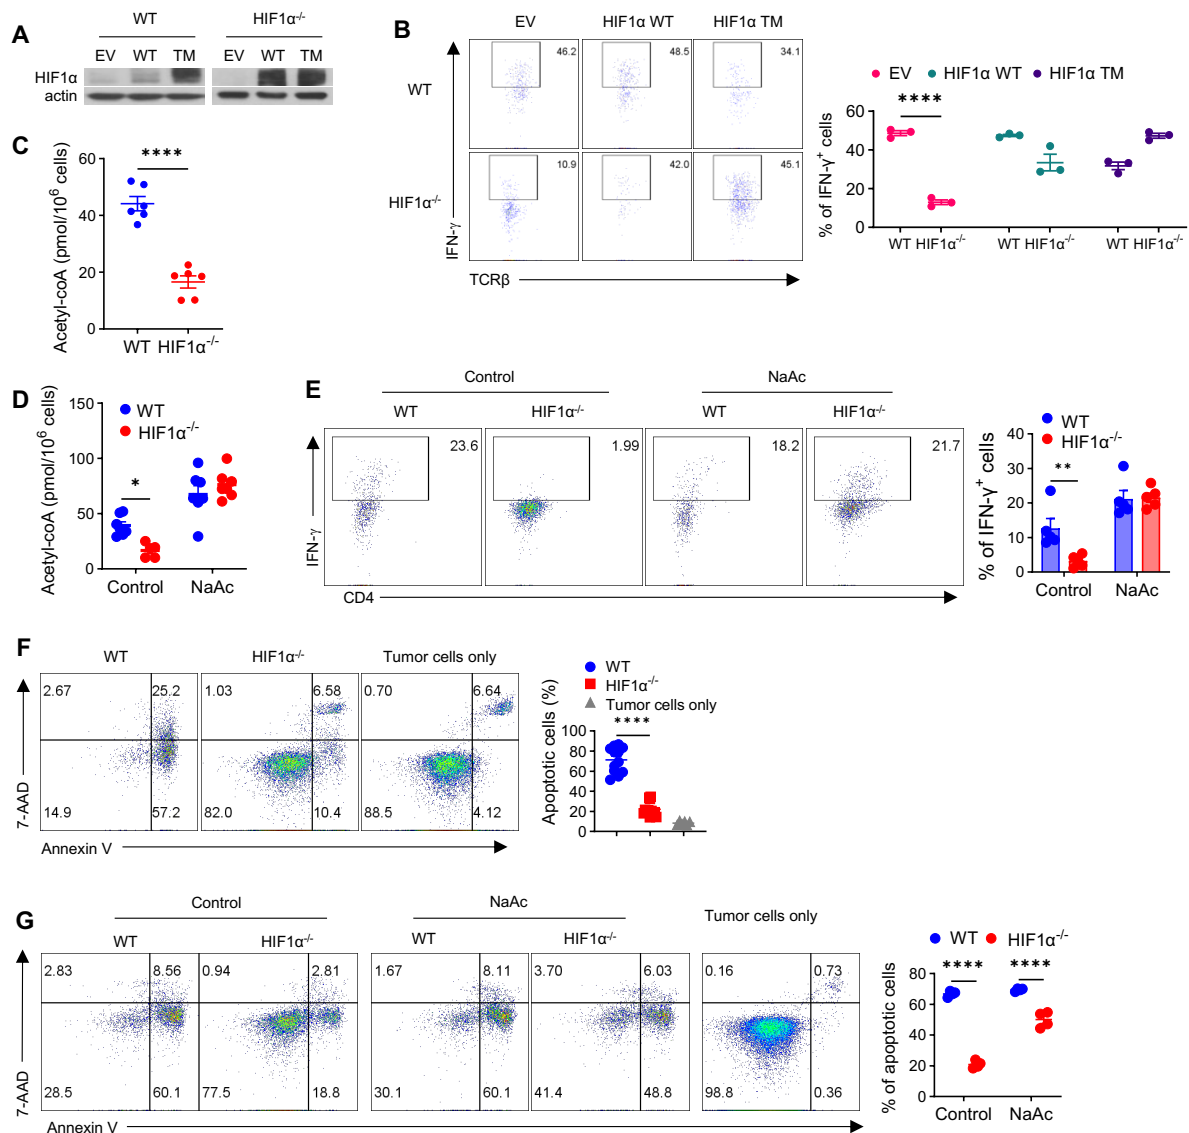 A
WT
HIF1α-/-
EV WT TM EV WT TM
HIF1α
actin
B
EV
HIF1α WT
HIF1α TM
WT
46.2
48.5
34.1
HIF1α-/-
10.9
42.0
45.1
IFN-γ
TCRβ
EV HIF1α WT HIF1α TM
% of IFN-γ+ cells
60
40
20
0
****
WT HIF1α-/- WT HIF1α-/- WT HIF1α-/-
C
Acetyl-coA (pmol/10^6 cells)
60
40
20
0
****
WT HIF1α-/-
D
Acetyl-coA (pmol/10^6 cells)
150
100
50
0
WT
HIF1α-/-
*
Control NaAc
E
Control
NaAc
WT
HIF1α-/-
WT
HIF1α-/-
23.6
1.99
18.2
21.7
IFN-γ
CD4
WT
HIF1α-/-
% of IFN-γ+ cells
40
30
20
10
0
**
Control NaAc
F
WT
HIF1α-/-
Tumor cells only
2.67 25.2
14.9 57.2
1.03 6.58
82.0 10.4
0.70 6.64
88.5 4.12
7-AAD
Annexin V
WT
HIF1α-/-
Tumor cells only
Apoptotic cells (%)
100
80
60
40
20
0
****
G
Control
NaAc
Tumor cells only
WT
HIF1α-/-
WT
HIF1α-/-
2.83 8.56
28.5 60.1
0.94 2.81
77.5 18.8
1.67 8.11
30.1 60.1
3.70 6.03
41.4 48.8
0.16 0.73
98.8 0.36
7-AAD
Annexin V
WT HIF1α-/-
% of apoptotic cells
80
60
40
20
0
**** ****
Control NaAc